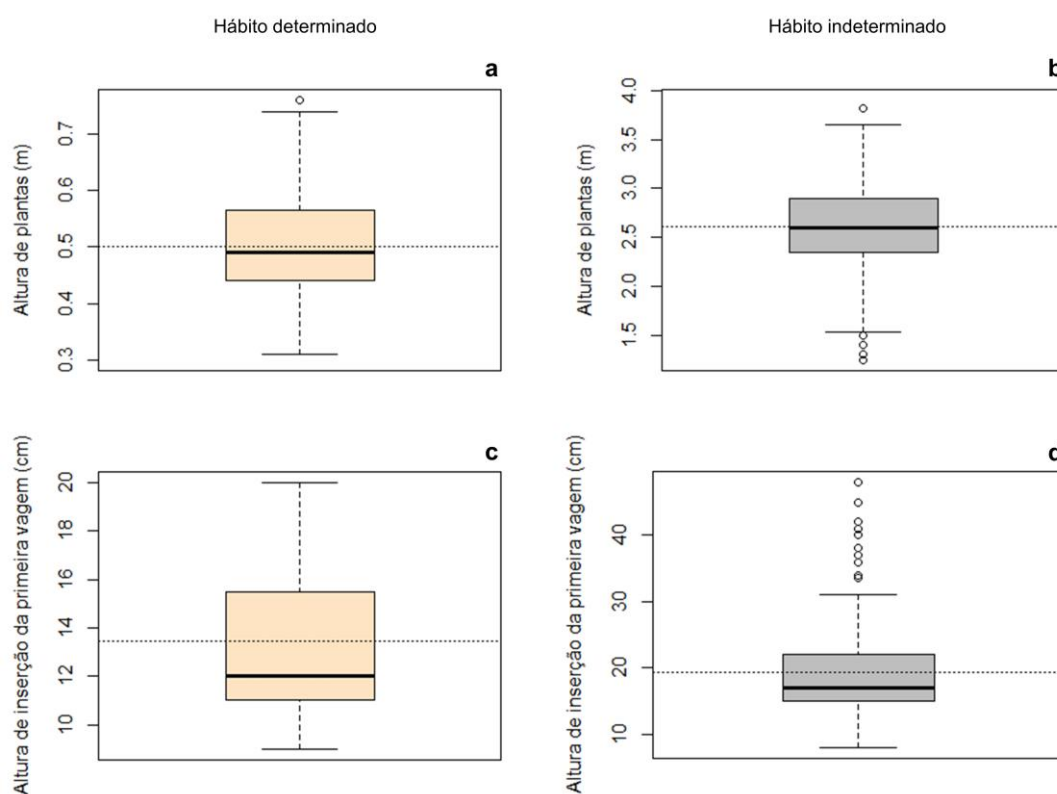 Hábito determinado
Hábito indeterminado
a
Altura de plantas (m)
0.7
0.6
0.5
0.4
0.3
b
Altura de plantas (m)
4.0
3.5
3.0
2.5
2.0
1.5
c
Altura de inserção da primeira vagem (cm)
20
18
16
14
12
10
d
Altura de inserção da primeira vagem (cm)
40
30
20
10